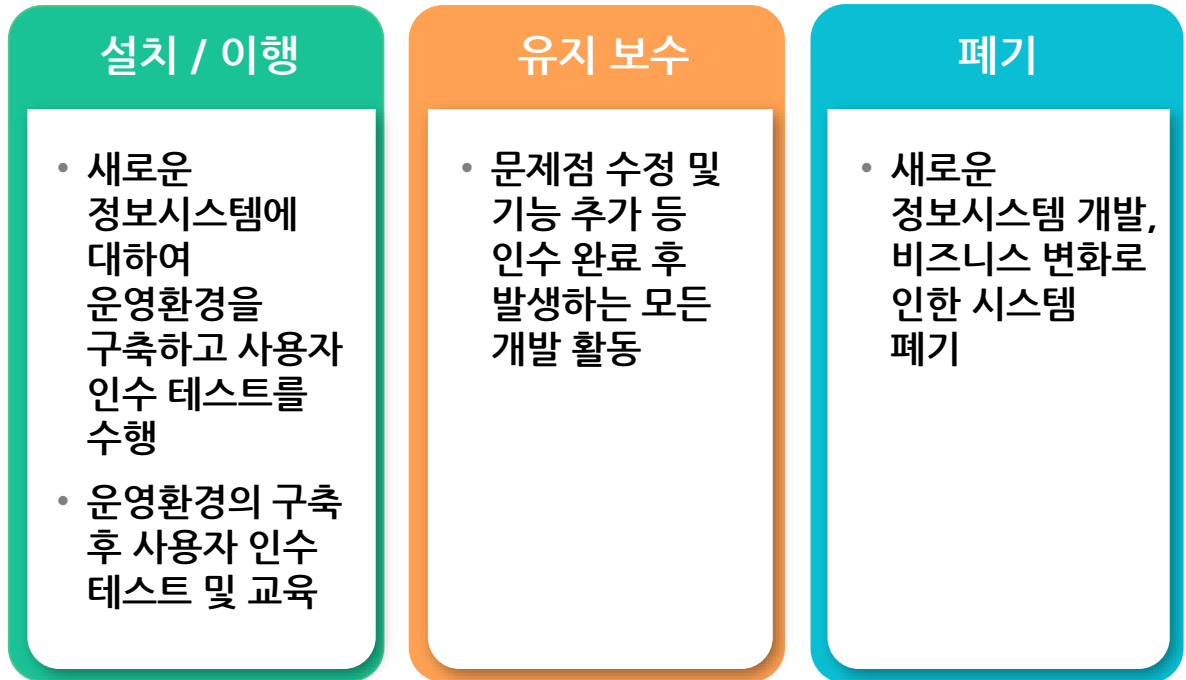 설치 / 이행
• 새로운
정보시스템에
대하여
운영환경을
구축하고 사용자
인수 테스트를
수행
• 운영환경의 구축
후 사용자 인수
테스트 및 교육
유지 보수
• 문제점 수정 및
기능 추가 등
인수 완료 후
발생하는 모든
개발 활동
폐기
• 새로운
정보시스템 개발,
비즈니스 변화로
인한 시스템
폐기